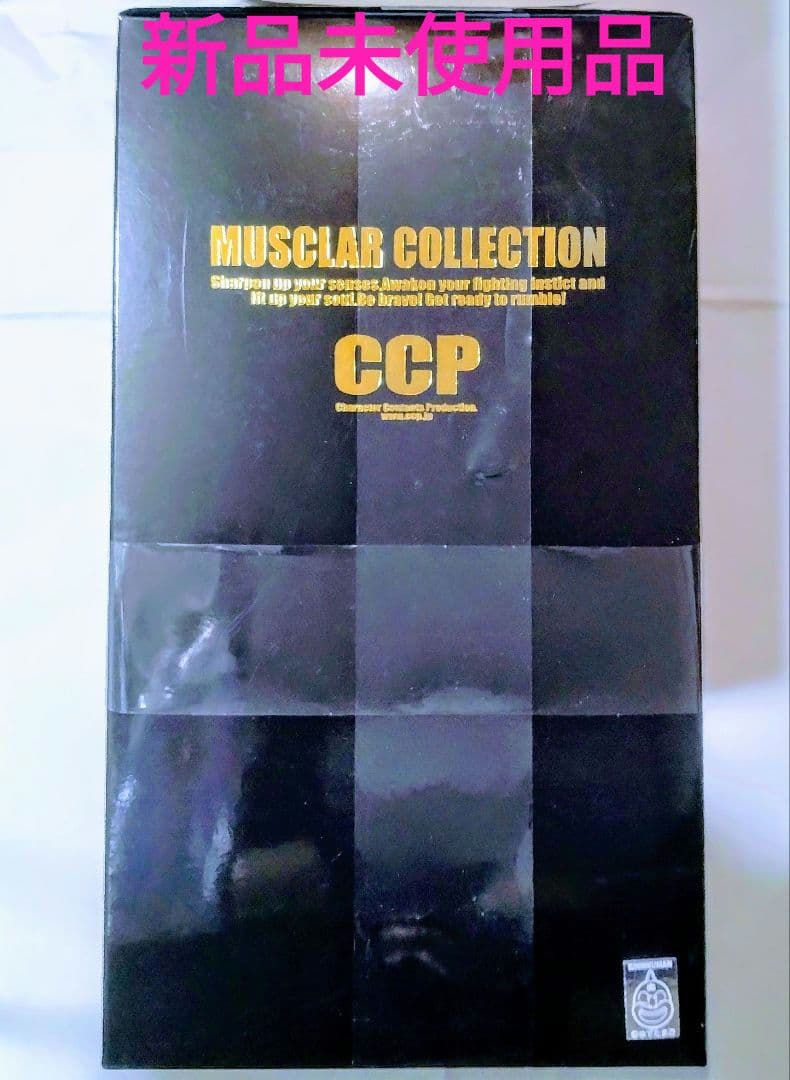 新品未使用品
MUSCLAR COLLECTION
Sharpen up your senses.Awaken your fighting instict and
lit up your soul.Be brave! Get ready to rumble!
CCP
Character Contents Production.
www.ccp.jp